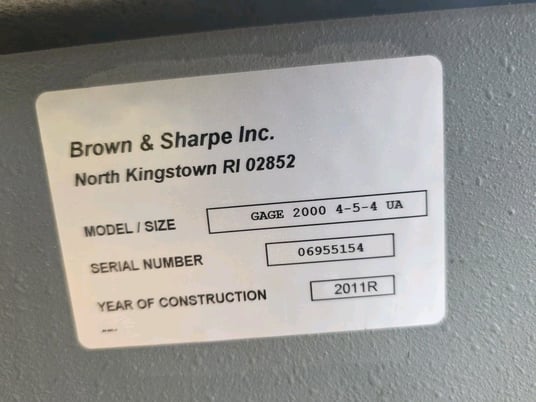 Brown & Sharpe Inc.
North Kingstown RI 02852
MODEL / SIZE GAGE 2000 4-5-4 UA
SERIAL NUMBER 06955154
YEAR OF CONSTRUCTION 2011R